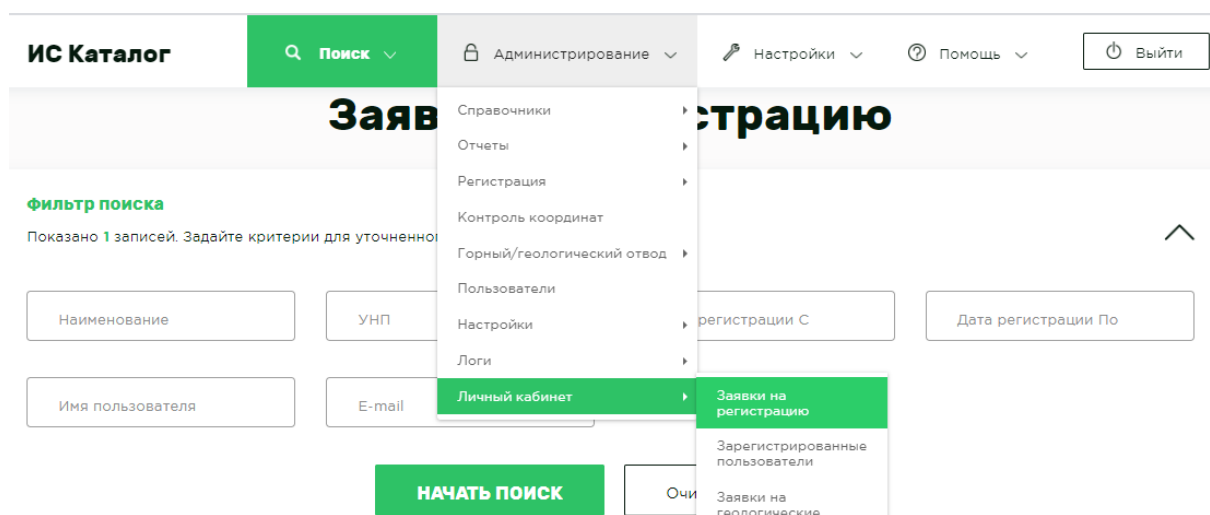 ИС Каталог
Поиск
Администрирование
Настройки
Помощь
Выйти
Заяв
страцию
Справочники
Отчеты
Регистрация
Контроль координат
Горный/геологический отвод
Пользователи
Настройки
Логи
Личный кабинет
Заявки на
регистрацию
Зарегистрированные
пользователи
Заявки на
геологические
Фильтр поиска
Показано 1 записей. Задайте критерии для уточненног
Наименование
УНП
регистрации С
Дата регистрации По
Имя пользователя
E-mail
НАЧАТЬ ПОИСК
Очи